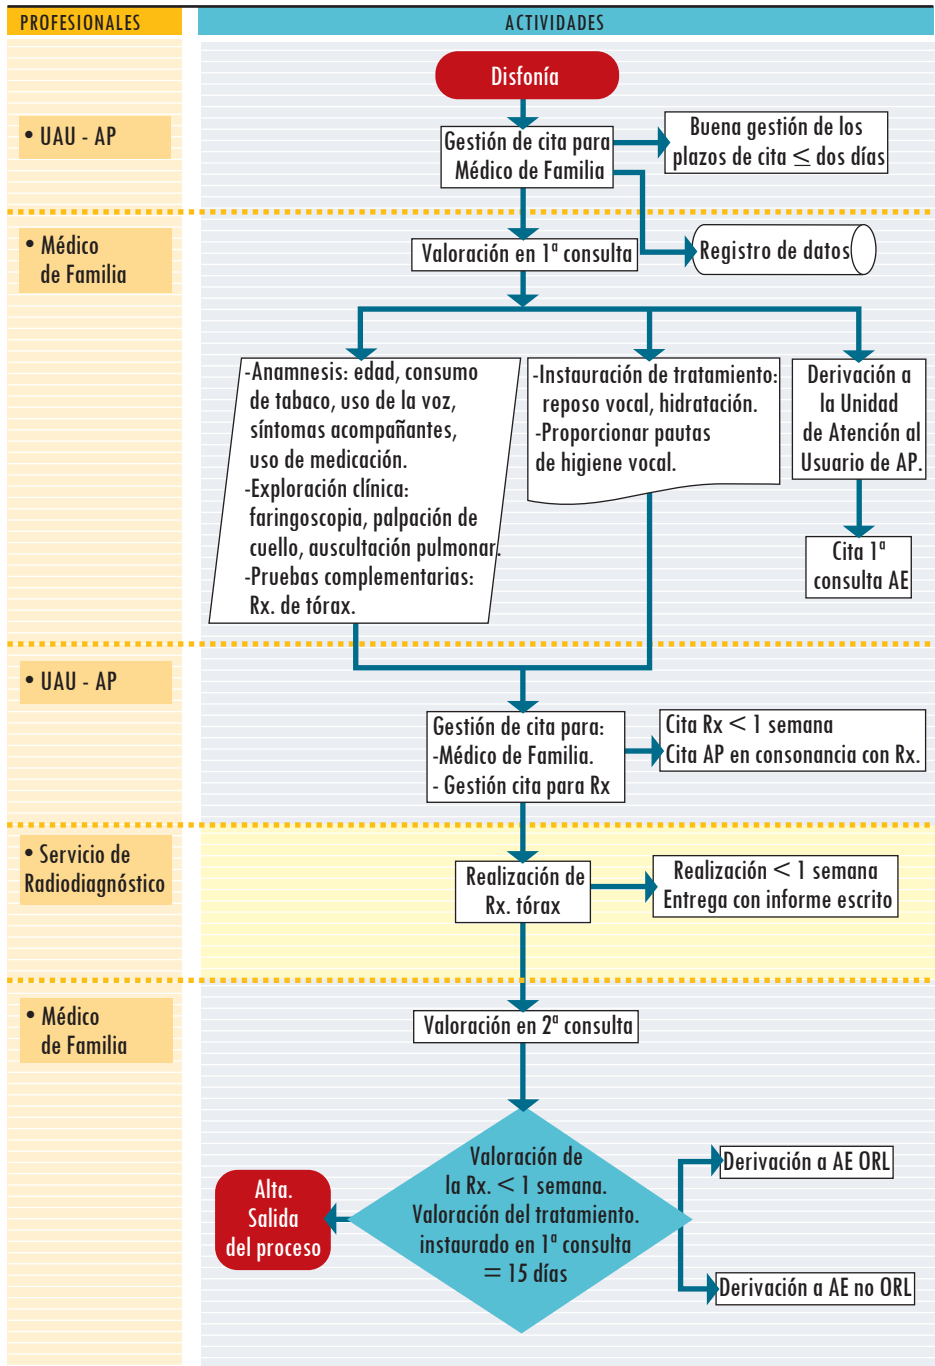 PROFESIONALES
ACTIVIDADES
Disfonía
• UAU - AP
Gestión de cita para
Médico de Familia
Buena gestión de los
plazos de cita ≤ dos días
• Médico
de Familia
Valoración en 1ª consulta
Registro de datos
-Anamnesis: edad, consumo
de tabaco, uso de la voz,
síntomas acompañantes,
uso de medicación.
-Exploración clínica:
faringoscopia, palpación de
cuello, auscultación pulmonar.
-Pruebas complementarias:
Rx. de tórax.
-Instauración de tratamiento:
reposo vocal, hidratación.
-Proporcionar pautas
de higiene vocal.
Derivación a
la Unidad
de Atención al
Usuario de AP.
Cita 1ª
consulta AE
• UAU - AP
Gestión de cita para:
-Médico de Familia.
- Gestión cita para Rx
Cita Rx < 1 semana
Cita AP en consonancia con Rx.
• Servicio de
Radiodiagnóstico
Realización de
Rx. tórax
Realización < 1 semana
Entrega con informe escrito
• Médico
de Familia
Valoración en 2ª consulta
Valoración de
la Rx. < 1 semana.
Valoración del tratamiento.
instaurado en 1ª consulta
= 15 días
Alta.
Salida
del proceso
Derivación a AE ORL
Derivación a AE no ORL